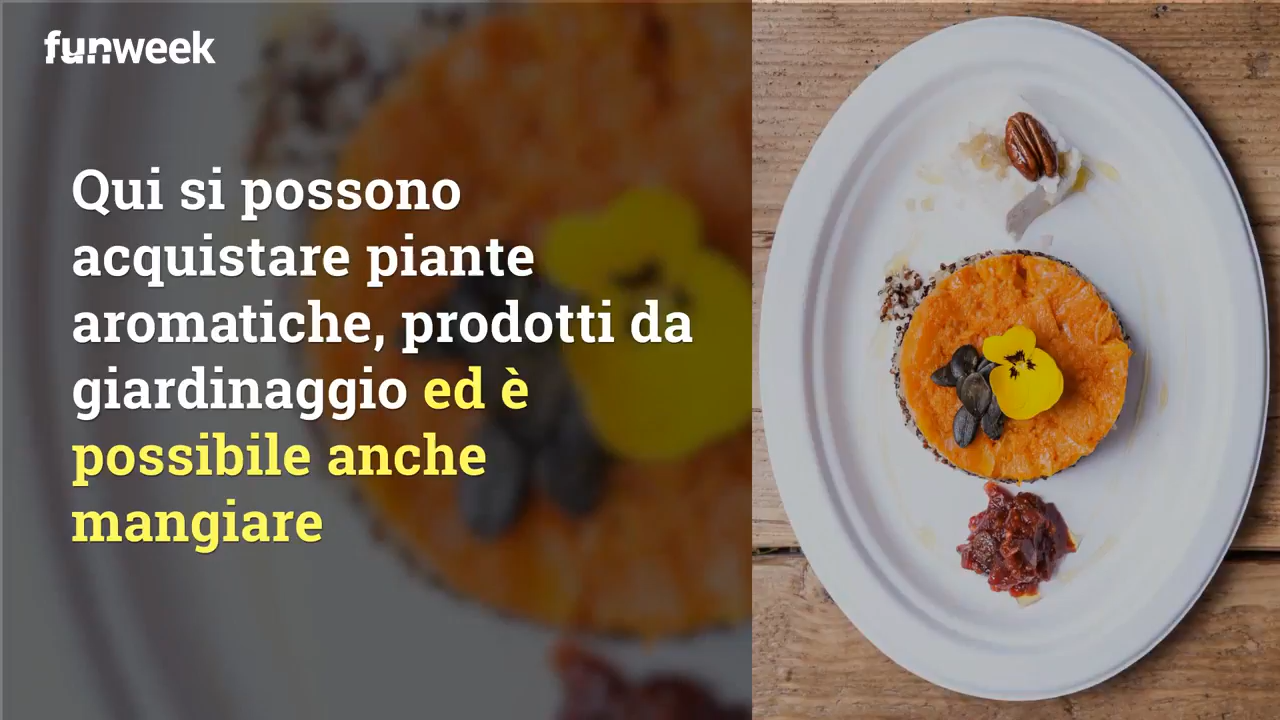 funweek
Qui si possono
acquistare piante
aromatiche, prodotti da
giardinaggio ed è
possibile anche
mangiare